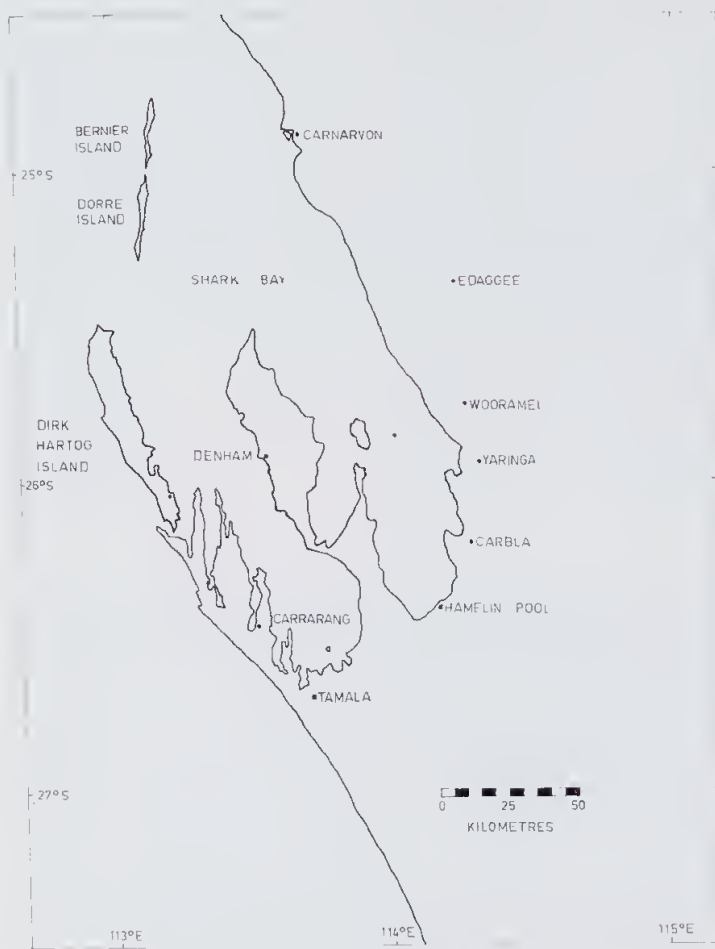 BERNIER
ISLAND
CARNARVON
25°S
DORRE
ISLAND
SHARK BAY
EDAGGEE
WOORAMEL
DIRK
HARTOG
ISLAND
DENHAM
YARINGA
26°S
CARBLA
HAMELIN POOL
CARRARANG
TAMALA
27°S
0 25 50
KILOMETRES
113°E 114°E 115°E